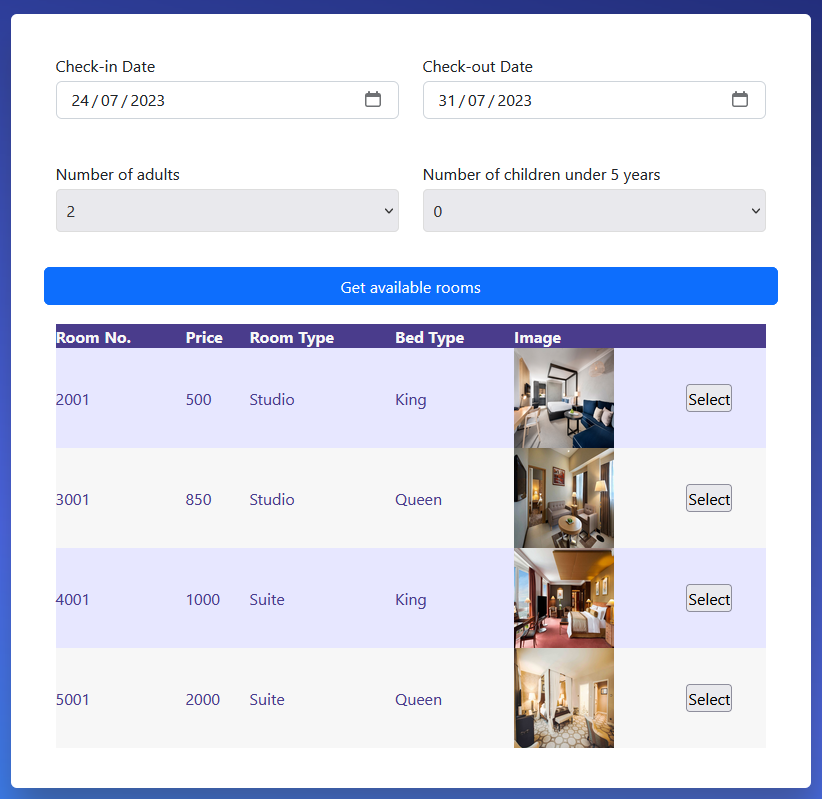 Check-in Date Check-out Date
24/07/2023 31/07/2023
Number of adults Number of children under 5 years
2 0
Get available rooms
Room No. Price Room Type Bed Type Image
2001 500 Studio King Select
3001 850 Studio Queen Select
4001 1000 Suite King Select
5001 2000 Suite Queen Select